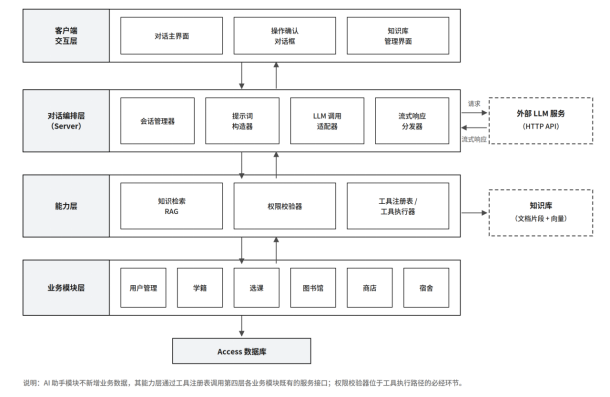 客户端
交互层
对话主界面
操作确认
对话框
知识库
管理界面
对话编排层
（Server）
会话管理器
提示词
构造器
LLM 调用
适配器
流式响应
分发器
请求
流式响应
外部 LLM 服务
（HTTP API）
能力层
知识检索
RAG
权限校验器
工具注册表 /
工具执行器
知识库
（文档片段 + 向量）
业务模块层
用户管理
学籍
选课
图书馆
商店
宿舍
Access 数据库
说明：AI 助手模块不新增业务数据，其能力层通过工具注册表调用第四层各业务模块既有的服务接口；权限校验器位于工具执行路径的必经环节。